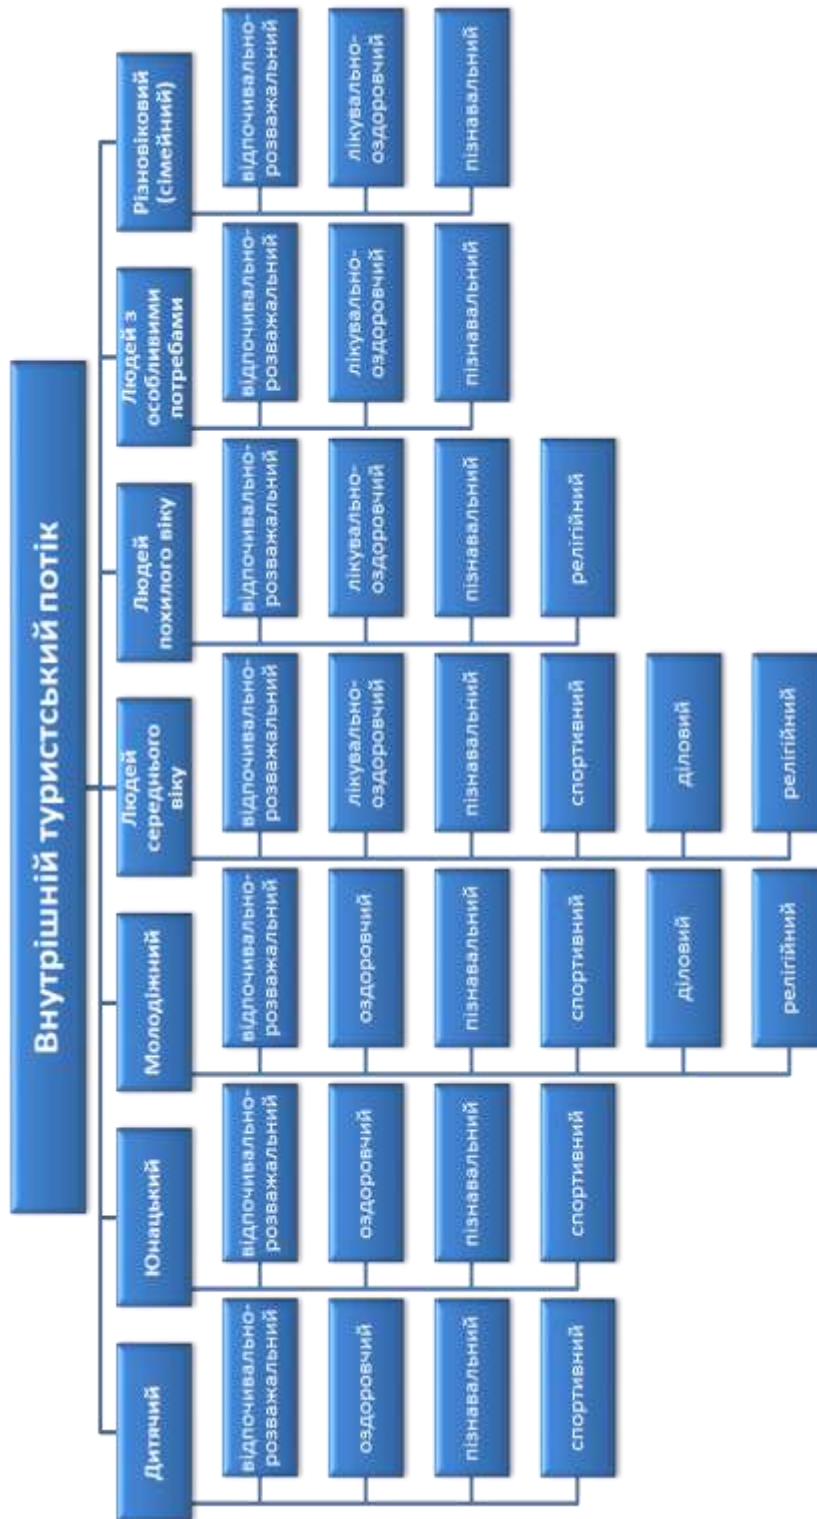 Внутрішній туристський потік
Дитячий
відпочивально-
розважальний
оздоровчий
пізнавальний
спортивний
Юнацький
відпочивально-
розважальний
оздоровчий
пізнавальний
спортивний
Молодіжний
відпочивально-
розважальний
оздоровчий
пізнавальний
спортивний
діловий
релігійний
Людей
середнього
віку
відпочивально-
розважальний
лікувально-
оздоровчий
пізнавальний
спортивний
діловий
релігійний
Людей
похилого віку
відпочивально-
розважальний
лікувально-
оздоровчий
пізнавальний
релігійний
Людей з
особливими
потребами
відпочивально-
розважальний
лікувально-
оздоровчий
пізнавальний
Різновіковий
(сімейний)
відпочивально-
розважальний
лікувально-
оздоровчий
пізнавальний